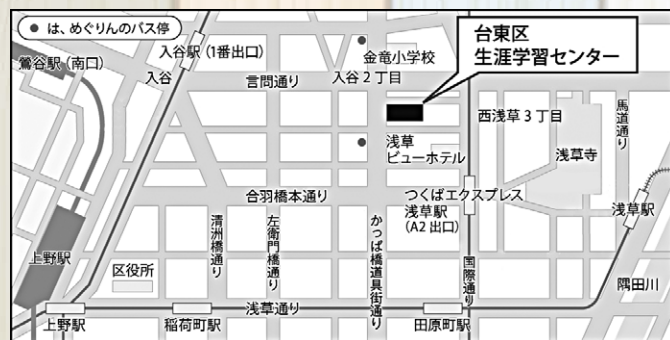 ● は、めぐりんのバス停
台東区
生涯学習センター
入谷駅（1番出口）
金竜小学校
鶯谷駅（南口）
入谷
言問通り
入谷２丁目
馬道通り
西浅草３丁目
浅草
ビューホテル
浅草寺
合羽橋本通り
つくばエクスプレス
浅草駅
（A2出口）
浅草駅
清洲橋通り
左衛門橋通り
かっぱ橋道具街通り
国際通り
上野駅
区役所
隅田川
浅草通り
上野駅
稲荷町駅
田原町駅